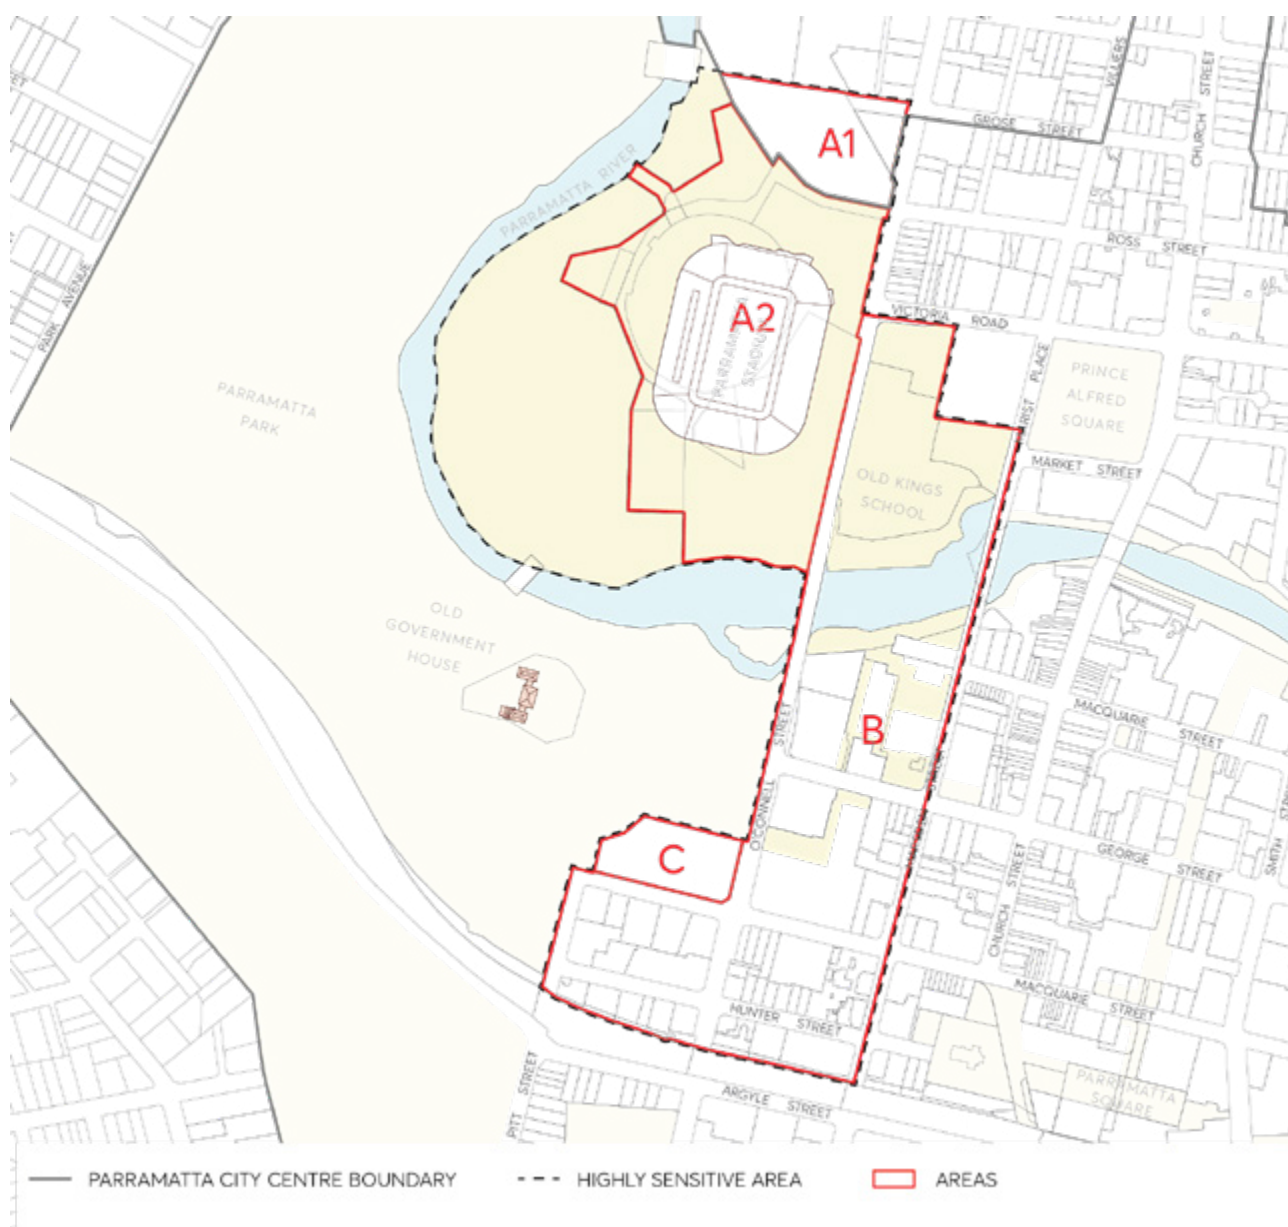 VILLIERS
CHURCH STREET
GROSE STREET
A1
PARRAMATTA RIVER
ROSS STREET
PARK AVENUE
VICTORIA ROAD
A2
PARRAMATTA
STADIUM
PLACE
PRINCE
ALFRED
SQUARE
PARRAMATTA
PARK
MARKET STREET
OLD KINGS
SCHOOL
OLD
GOVERNMENT
HOUSE
MACQUARIE STREET
B
O'CONNELL STREET
C
GEORGE STREET
SMITH
CHURCH STREET
MACQUARIE STREET
HUNTER STREET
PITT STREET
ARGYLE STREET
PARRAMATTA
SQUARE
PARRAMATTA CITY CENTRE BOUNDARY
HIGHLY SENSITIVE AREA
AREAS